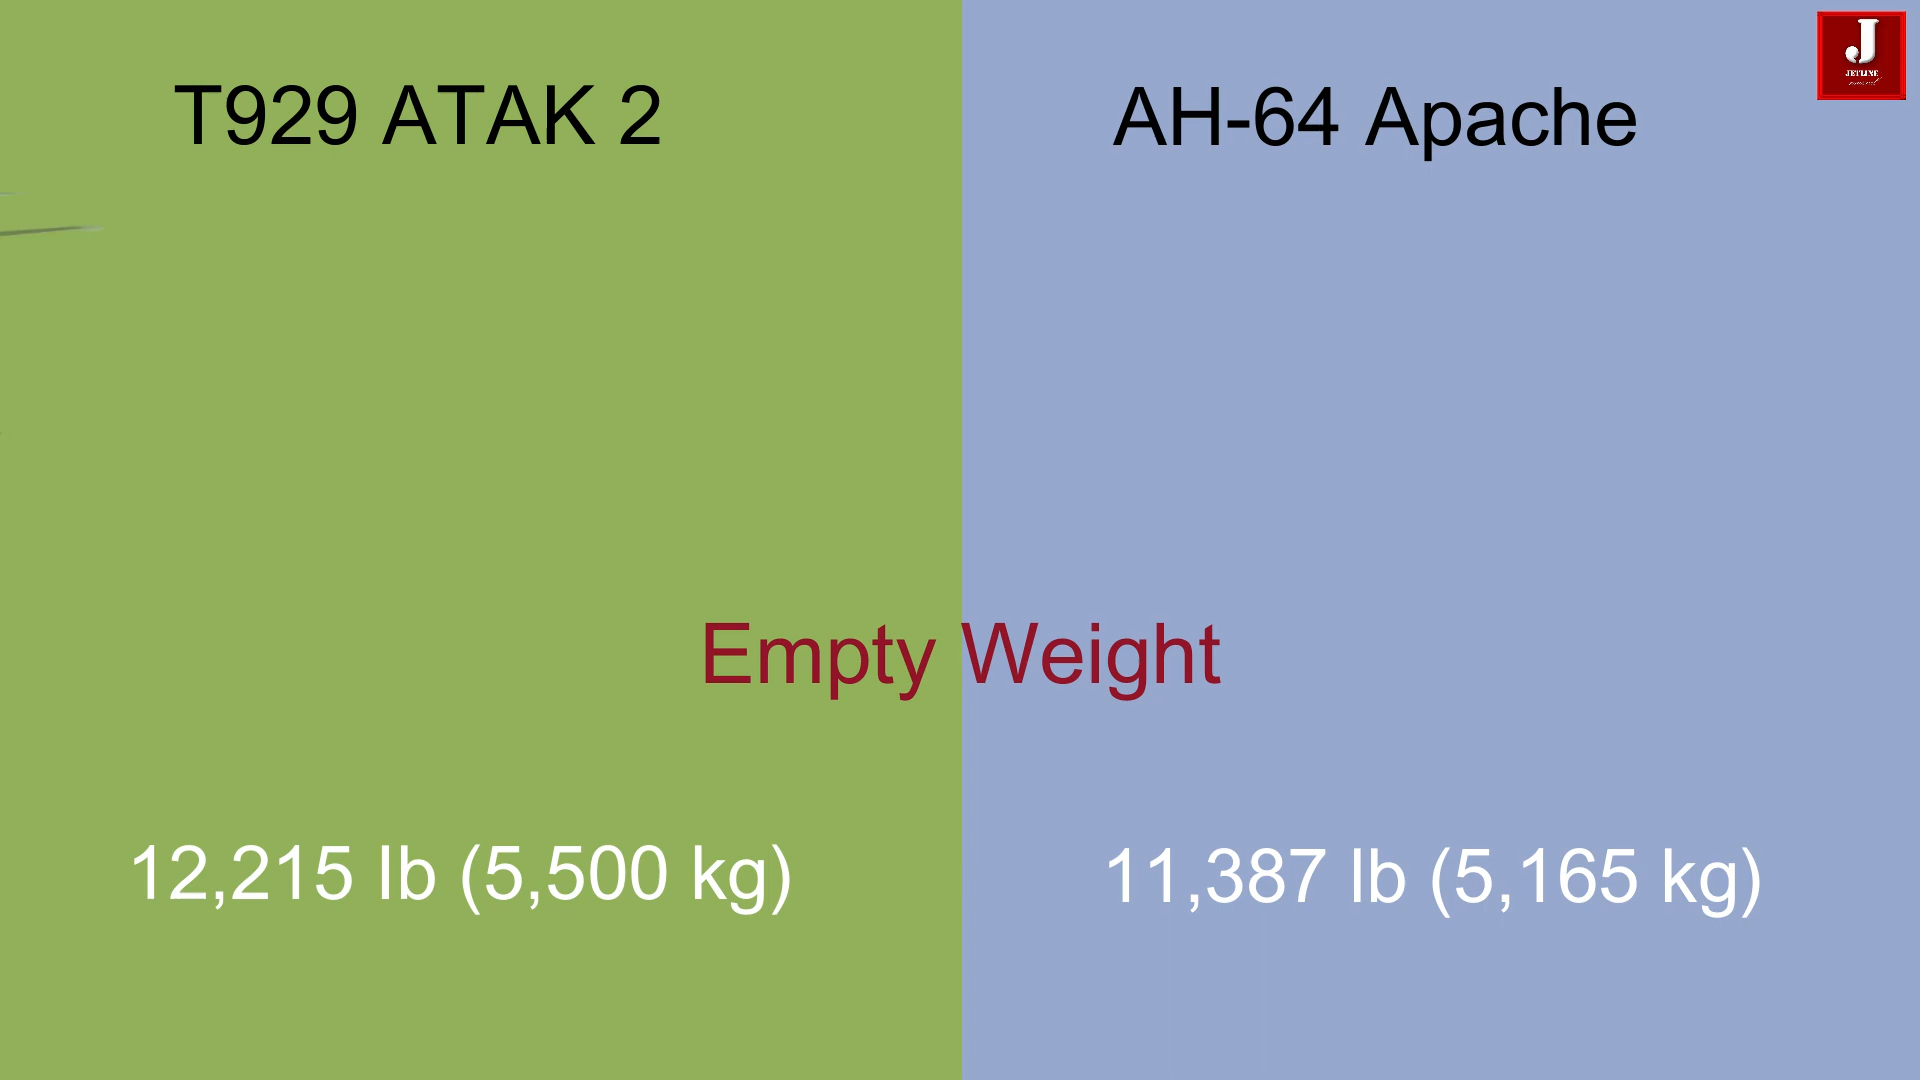 T929 ATAK 2
AH-64 Apache
J
JETLINE
Empty Weight
12,215 lb (5,500 kg)
11,387 lb (5,165 kg)